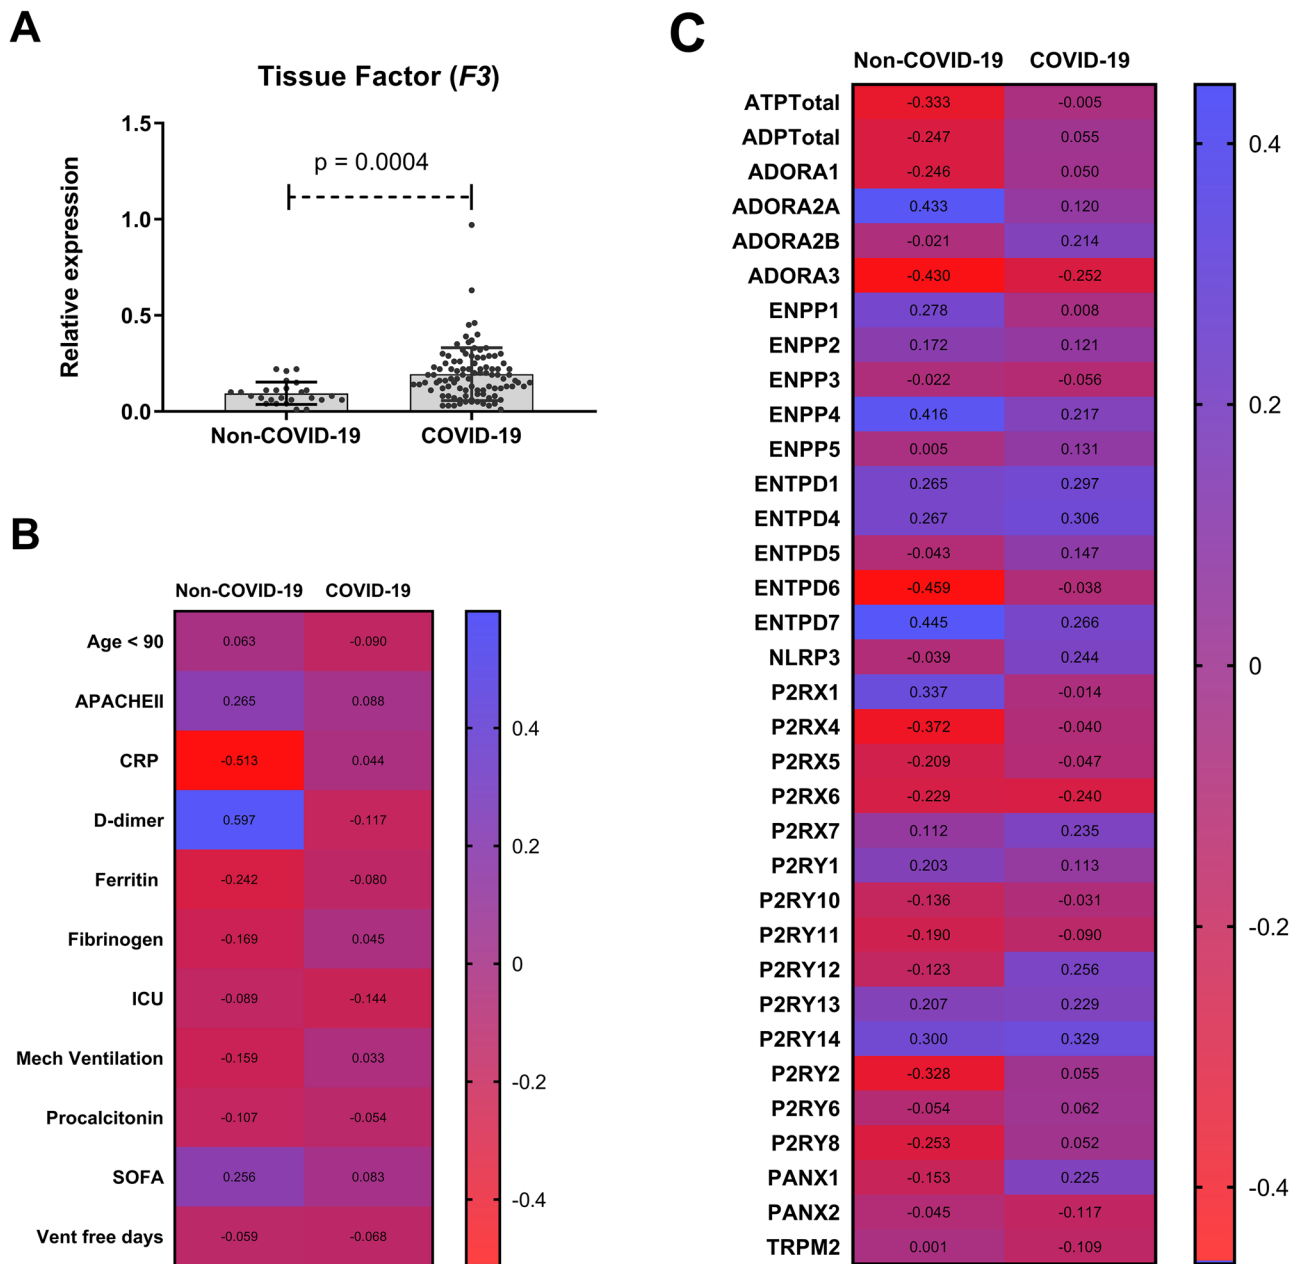 A
Tissue Factor (F3)
1.5
1.0
0.5
0.0
Relative expression
p = 0.0004
Non-COVID-19 COVID-19
B
Non-COVID-19 COVID-19
Age < 90 0.063 -0.090
APACHEII 0.265 0.088
CRP -0.513 0.044
D-dimer 0.597 -0.117
Ferritin -0.242 -0.080
Fibrinogen -0.169 0.045
ICU -0.089 -0.144
Mech Ventilation -0.159 0.033
Procalcitonin -0.107 -0.054
SOFA 0.256 0.083
Vent free days -0.059 -0.068
0.4
0.2
0
-0.2
-0.4
C
Non-COVID-19 COVID-19
ATPTotal -0.333 -0.005
ADPTotal -0.247 0.055
ADORA1 -0.246 0.050
ADORA2A 0.433 0.120
ADORA2B -0.021 0.214
ADORA3 -0.430 -0.252
ENPP1 0.278 0.008
ENPP2 0.172 0.121
ENPP3 -0.022 -0.056
ENPP4 0.416 0.217
ENPP5 0.005 0.131
ENTPD1 0.265 0.297
ENTPD4 0.267 0.306
ENTPD5 -0.043 0.147
ENTPD6 -0.459 -0.038
ENTPD7 0.445 0.266
NLRP3 -0.039 0.244
P2RX1 0.337 -0.014
P2RX4 -0.372 -0.040
P2RX5 -0.209 -0.047
P2RX6 -0.229 -0.240
P2RX7 0.112 0.235
P2RY1 0.203 0.113
P2RY10 -0.136 -0.031
P2RY11 -0.190 -0.090
P2RY12 -0.123 0.256
P2RY13 0.207 0.229
P2RY14 0.300 0.329
P2RY2 -0.328 0.055
P2RY6 -0.054 0.062
P2RY8 -0.253 0.052
PANX1 -0.153 0.225
PANX2 -0.045 -0.117
TRPM2 0.001 -0.109
0.4
0.2
0
-0.2
-0.4